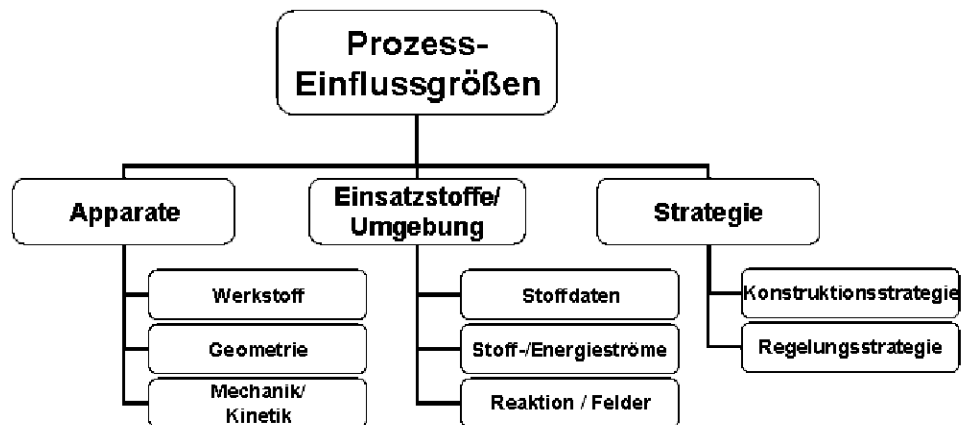 Prozess-
Einflussgrößen
Apparate
Einsatzstoffe/
Umgebung
Strategie
Werkstoff
Geometrie
Mechanik/
Kinetik
Stoffdaten
Stoff-/Energieströme
Reaktion / Felder
Konstruktionsstrategie
Regelungsstrategie